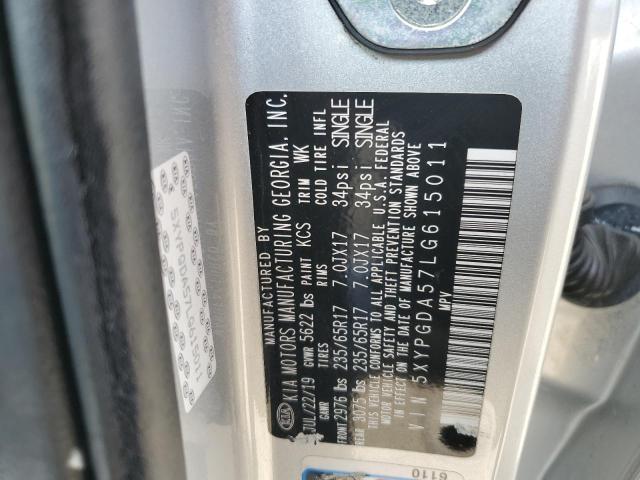 MANUFACTURED BY
KIA KIA MOTORS MANUFACTURING GEORGIA. INC.
JUL/22/19 GVWR 5622 lbs PAINT KCS TRIM WK
GAWR TIRES RIMS COLD TIRE INFL
FRONT 2976 lbs 235/65R17 7.0JX17 34psi SINGLE
REAR 3075 lbs 235/65R17 7.0JX17 34psi SINGLE
THIS VEHICLE CONFORMS TO ALL APPLICABLE U.S.A. FEDERAL
MOTOR VEHICLE SAFETY AND THEFT PREVENTION STANDARDS
IN EFFECT ON THE DATE OF MANUFACTURE SHOWN ABOVE
VIN 5XYPGDA57LG615011
MPV
6110